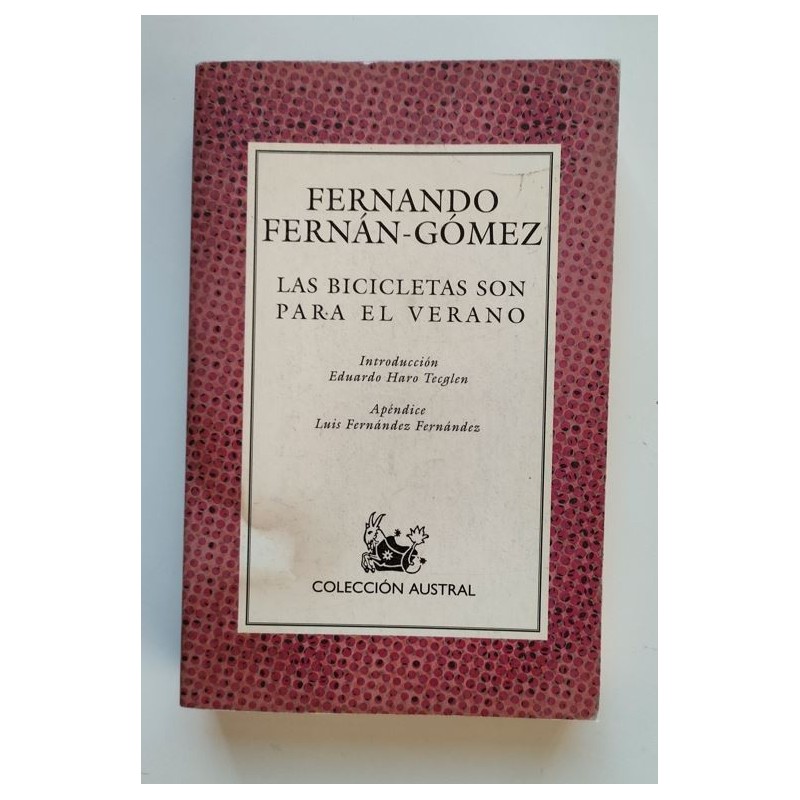 FERNANDO
FERNÁN-GÓMEZ
LAS BICICLETAS SON
PARA EL VERANO
Introducción
Eduardo Haro Tecglen
Apéndice
Luis Fernández Fernández
COLECCIÓN AUSTRAL